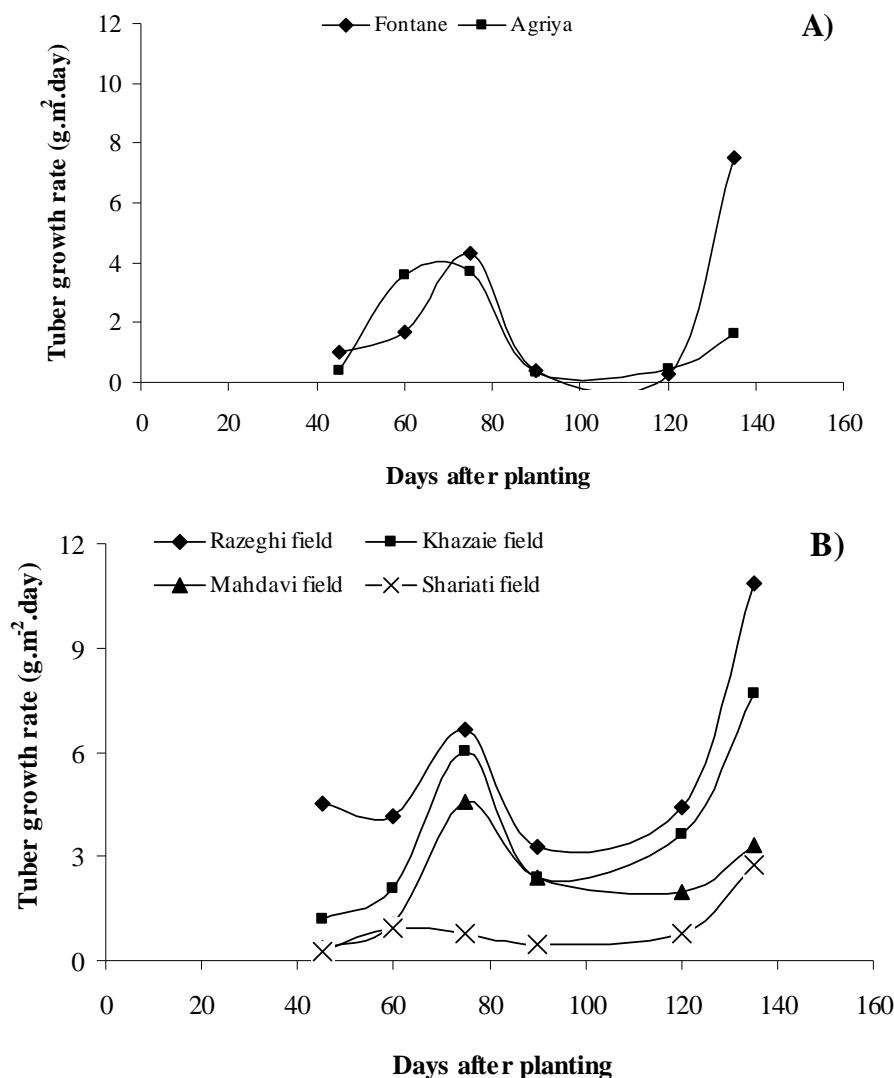 Fontane Agriya
A)
Tuber growth rate (g.m-2.day)
12
10
8
6
4
2
0
0 20 40 60 80 100 120 140 160
Days after planting
Razeghi field Khazaie field
Mahdavi field Shariati field
B)
Tuber growth rate (g.m-2.day)
12
9
6
3
0
0 20 40 60 80 100 120 140 160
Days after planting